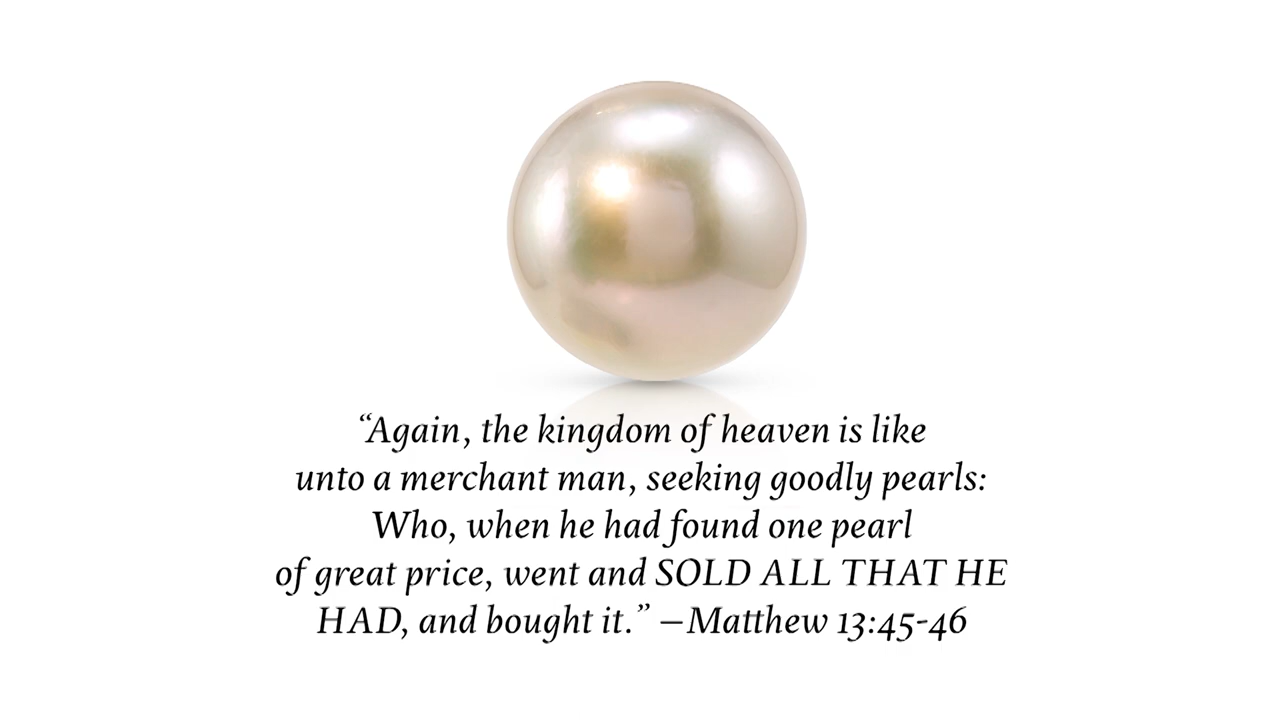 “Again, the kingdom of heaven is like
unto a merchant man, seeking goodly pearls:
Who, when he had found one pearl
of great price, went and SOLD ALL THAT HE
HAD, and bought it.” –Matthew 13:45-46